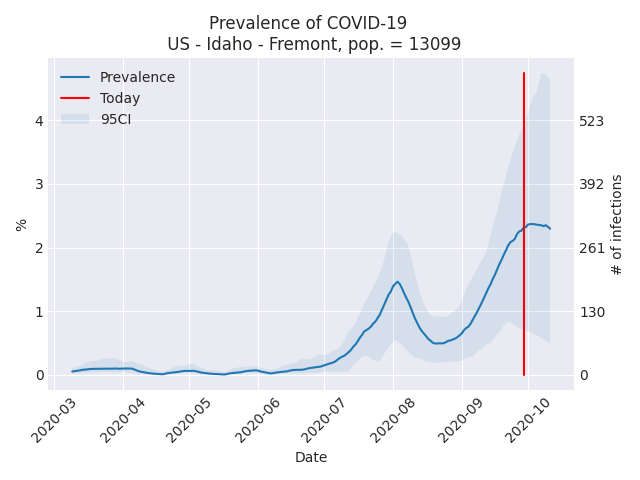 Prevalence of COVID-19
US - Idaho - Fremont, pop. = 13099
Prevalence
Today
95CI
4
3
2
1
0
%
523
392
261
130
0
# of infections
2020-03
2020-04
2020-05
2020-06
2020-07
2020-08
2020-09
2020-10
Date